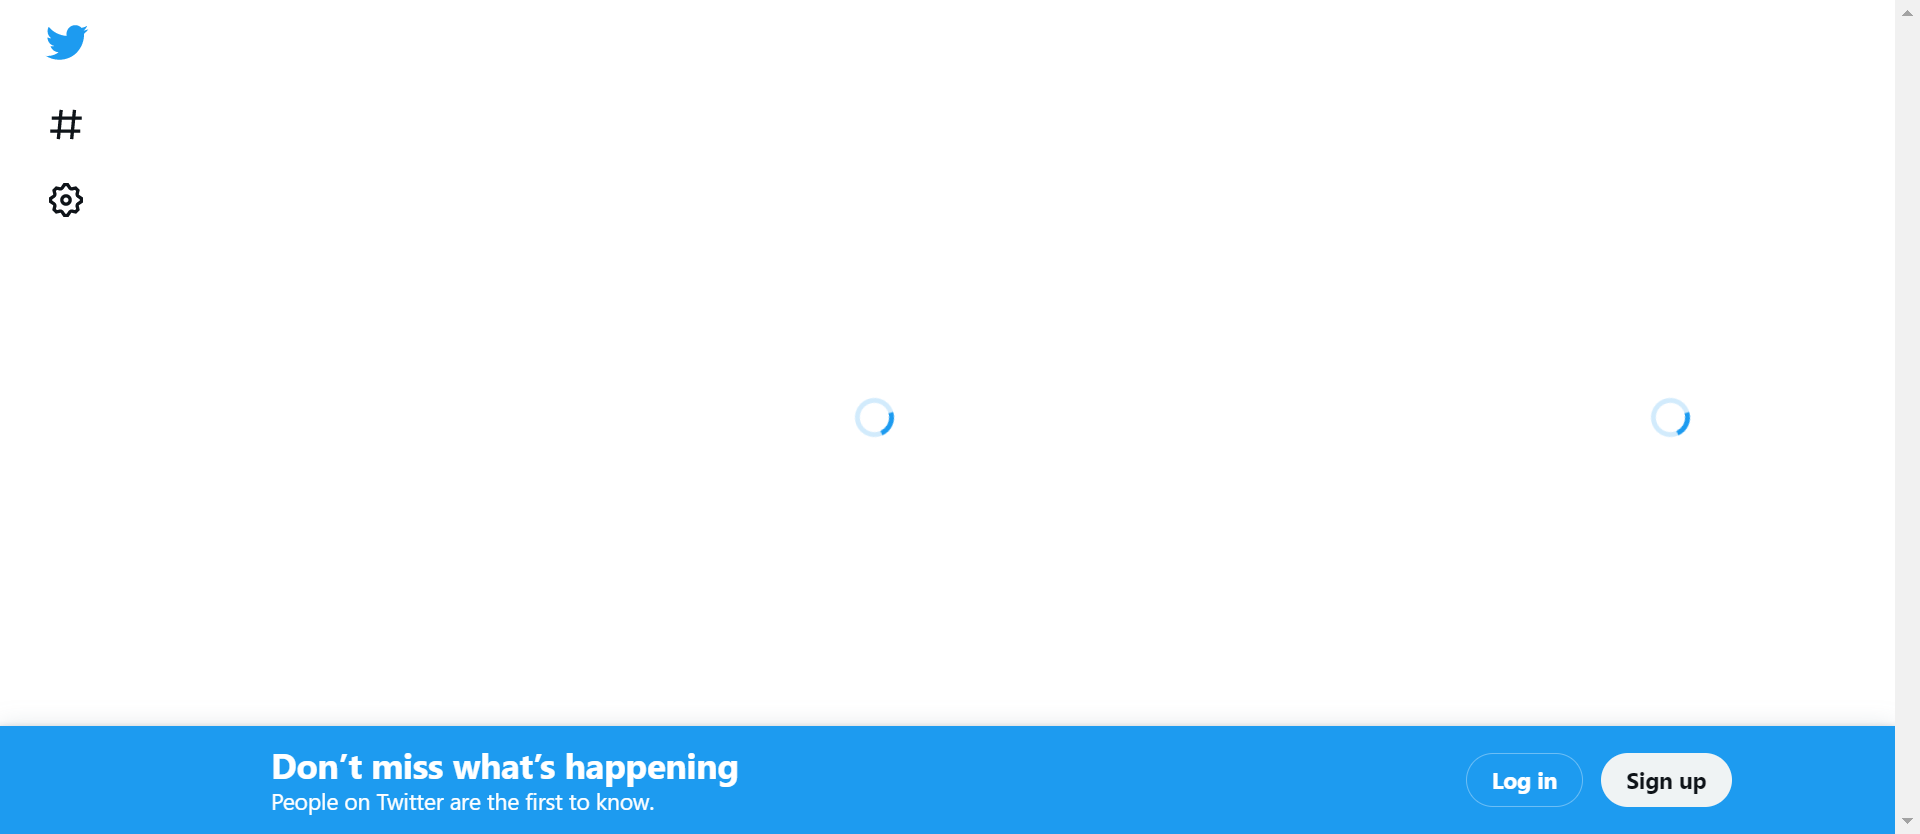 Don’t miss what’s happening
People on Twitter are the first to know.
Log in
Sign up